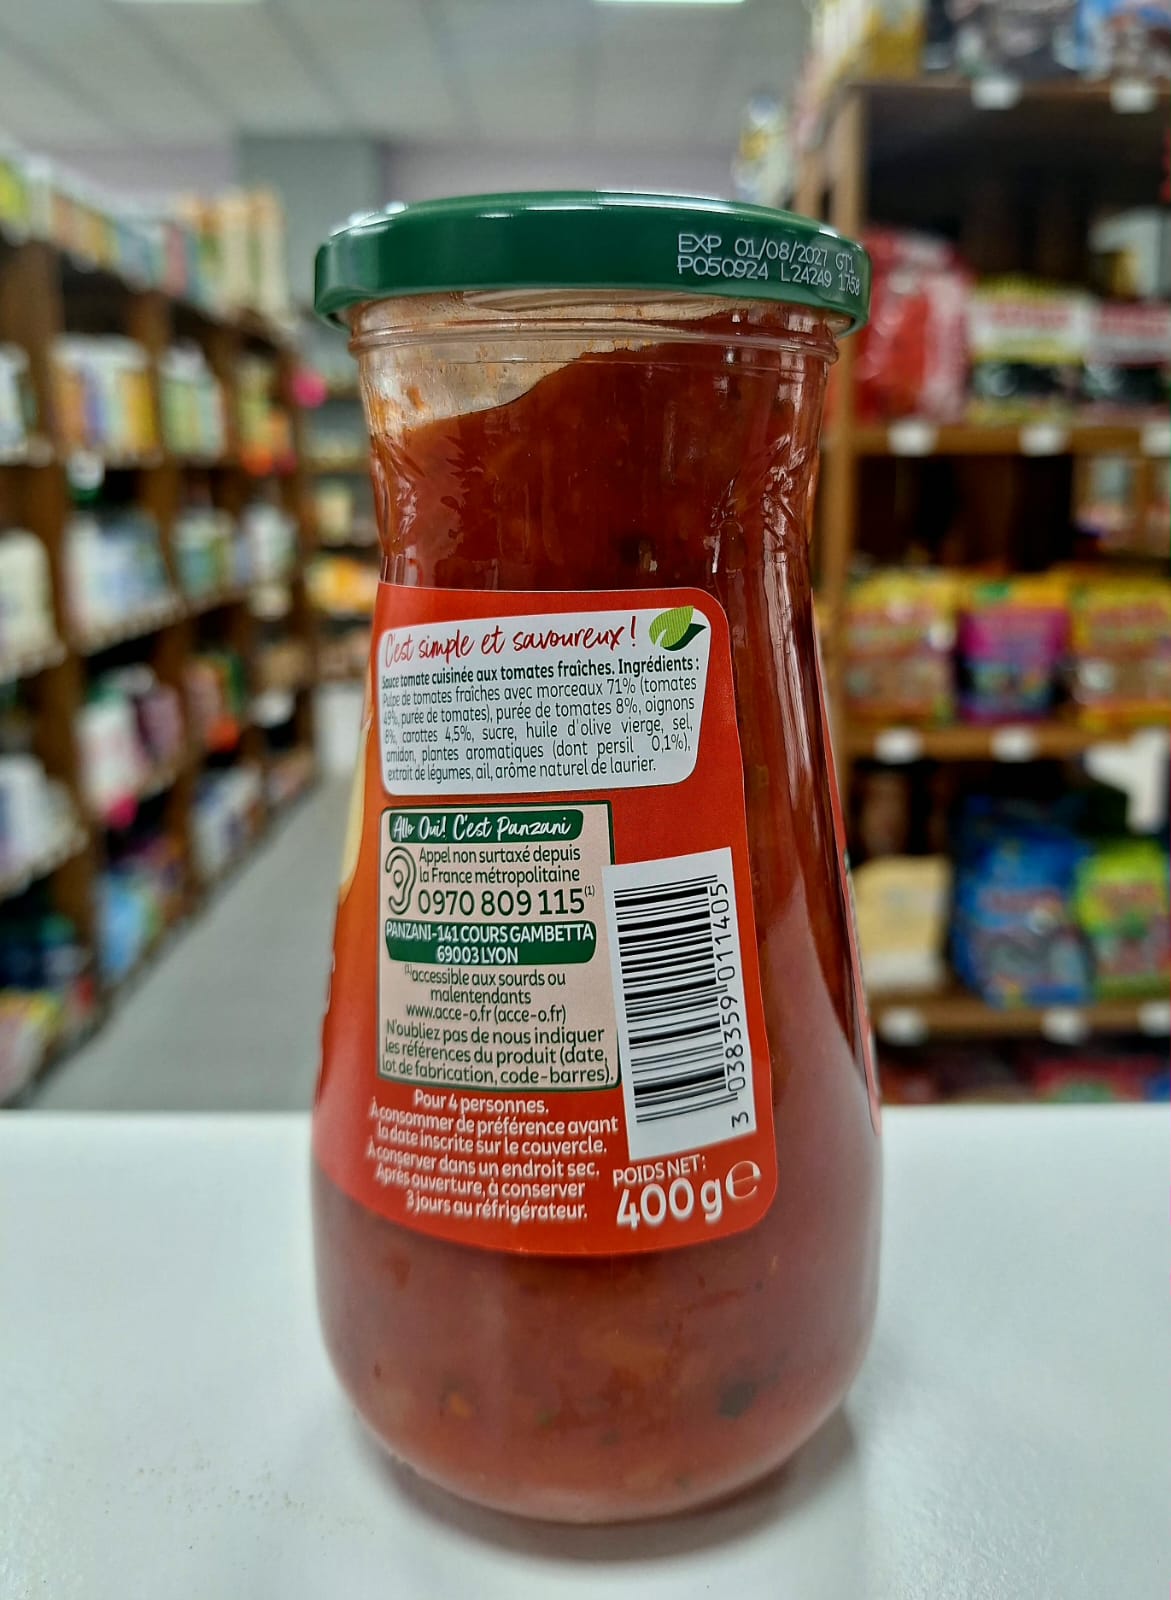 EXP 01/08/2027 GT1
P050924 L24249 17:58
C'est simple et savoureux !
Sauce tomate cuisinée aux tomates fraîches. Ingrédients :
Pulpe de tomates fraîches avec morceaux 71% (tomates
49%, purée de tomates), purée de tomates 8%, oignons
8%, carottes 4,5%, sucre, huile d'olive vierge, sel,
amidon, plantes aromatiques (dont persil 0,1%),
extrait de légumes, ail, arôme naturel de laurier.
Allo Oui! C'est Panzani
Appel non surtaxé depuis
la France métropolitaine
0970 809 115(1)
PANZANI-141 COURS GAMBETTA
69003 LYON
(1)accessible aux sourds ou
malentendants
www.acce-o.fr (acce-o.fr)
N'oubliez pas de nous indiquer
les références du produit (date,
lot de fabrication, code-barres).
3 038359 011405
Pour 4 personnes.
À consommer de préférence avant
la date inscrite sur le couvercle.
À conserver dans un endroit sec.
Après ouverture, à conserver
3 jours au réfrigérateur.
POIDS NET:
400 g e